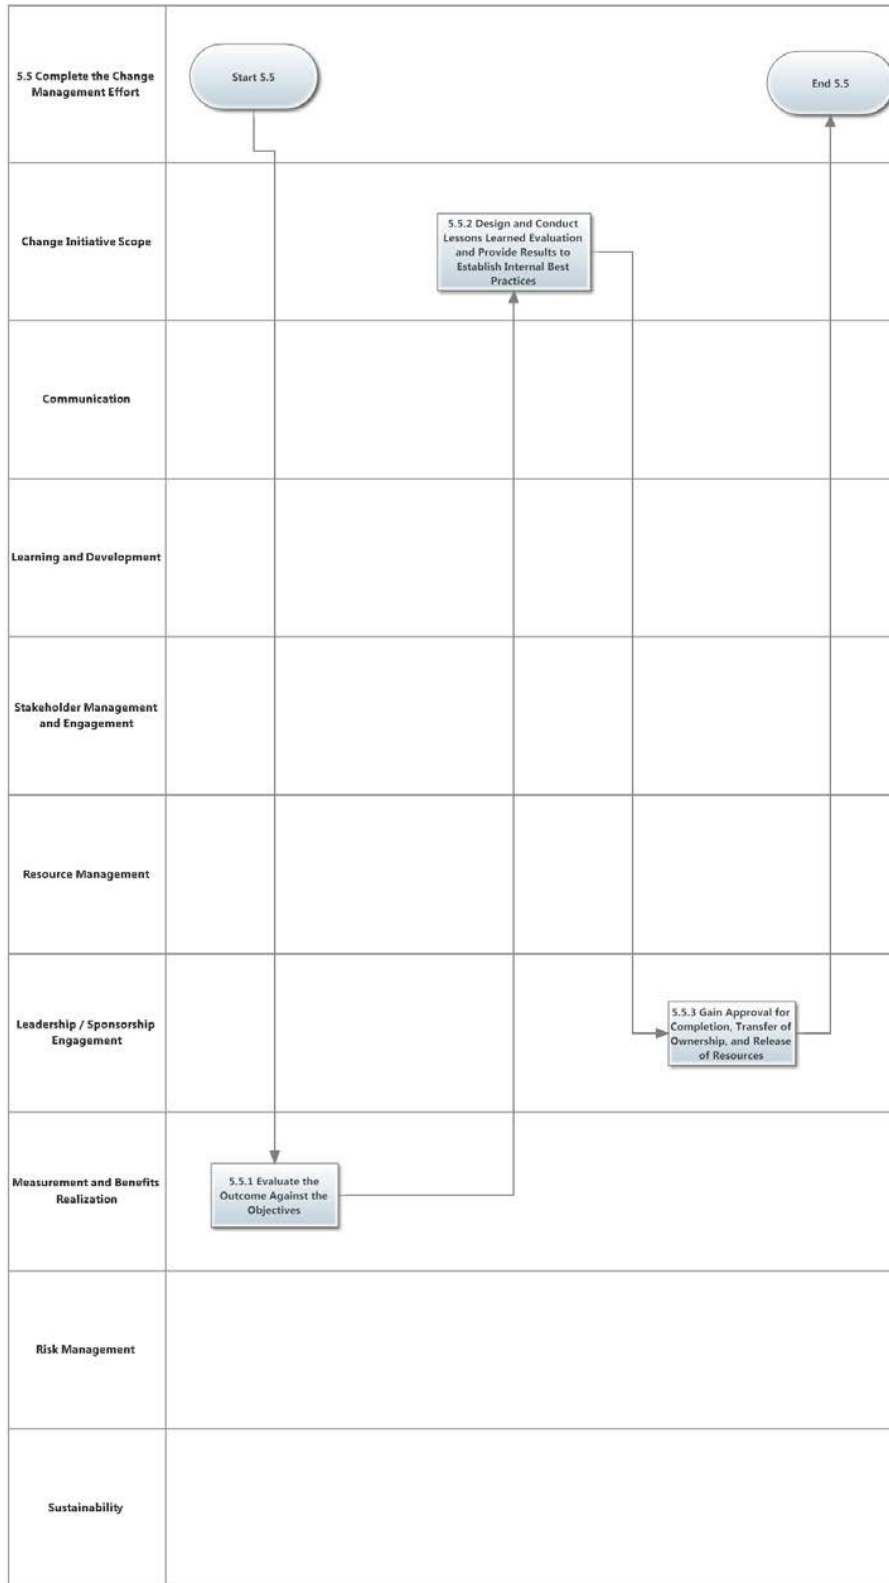 5.5 Complete the Change
Management Effort
Start 5.5
End 5.5
Change Initiative Scope
5.5.2 Design and Conduct
Lessons Learned Evaluation
and Provide Results to
Establish Internal Best
Practices
Communication
Learning and Development
Stakeholder Management
and Engagement
Resource Management
Leadership / Sponsorship
Engagement
5.5.3 Gain Approval for
Completion, Transfer of
Ownership, and Release
of Resources
Measurement and Benefits
Realization
5.5.1 Evaluate the
Outcome Against the
Objectives
Risk Management
Sustainability